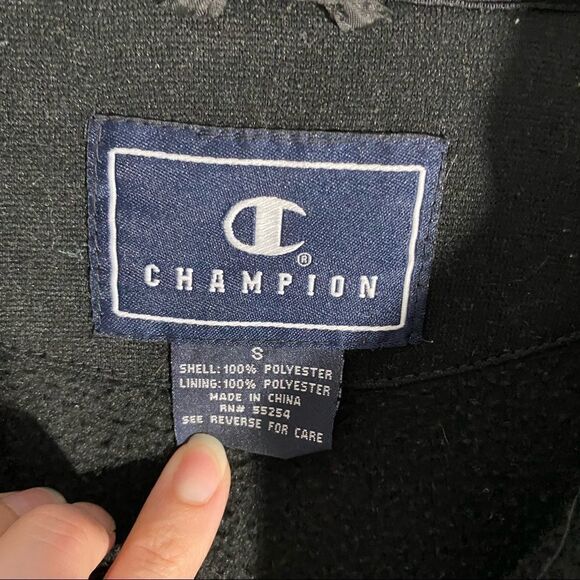 C®
CHAMPION
S
SHELL: 100% POLYESTER
LINING: 100% POLYESTER
MADE IN CHINA
RN# 55254
SEE REVERSE FOR CARE